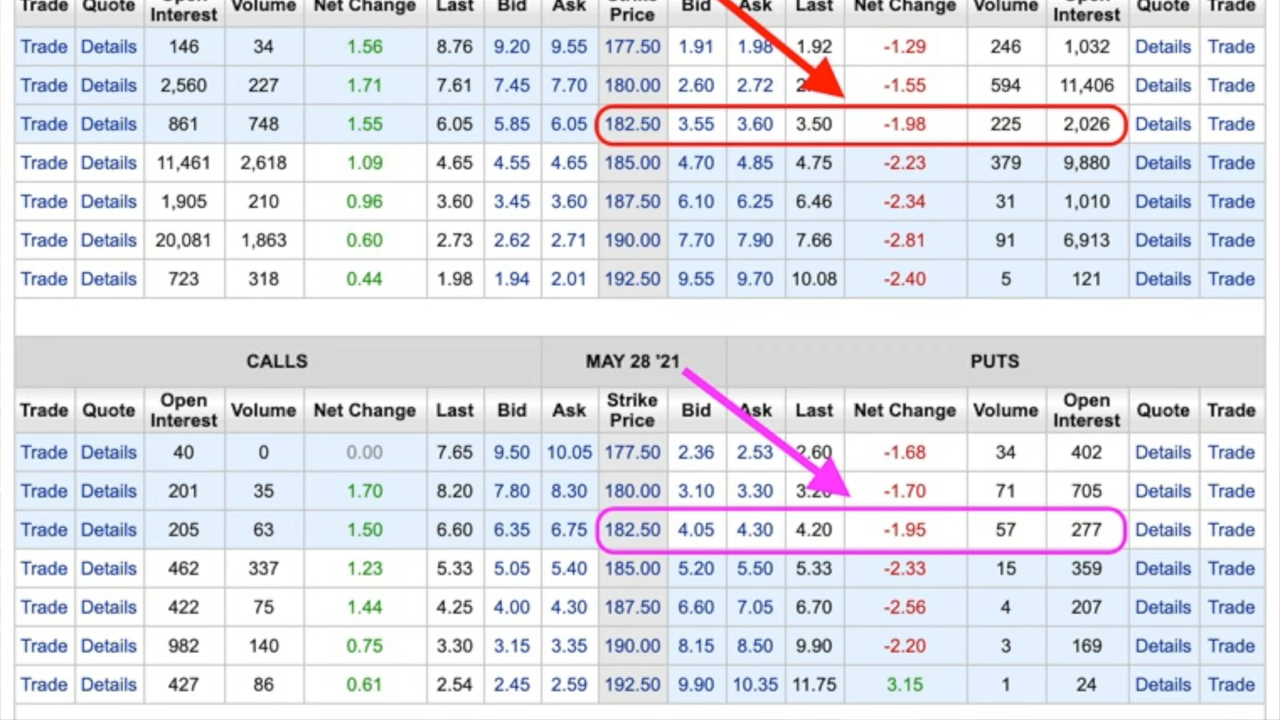 Trade Quote Open Interest Volume Net Change Last Bid Ask Strike Price Bid Ask Last Net Change Volume Open Interest Quote Trade
Trade Details 146 34 1.56 8.76 9.20 9.55 177.50 1.91 1.98 1.92 -1.29 246 1,032 Details Trade
Trade Details 2,560 227 1.71 7.61 7.45 7.70 180.00 2.60 2.72 -1.55 594 11,406 Details Trade
Trade Details 861 748 1.55 6.05 5.85 6.05 182.50 3.55 3.60 3.50 -1.98 225 2,026 Details Trade
Trade Details 11,461 2,618 1.09 4.65 4.55 4.65 185.00 4.70 4.85 4.75 -2.23 379 9,880 Details Trade
Trade Details 1,905 210 0.96 3.60 3.45 3.60 187.50 6.10 6.25 6.46 -2.34 31 1,010 Details Trade
Trade Details 20,081 1,863 0.60 2.73 2.62 2.71 190.00 7.70 7.90 7.66 -2.81 91 6,913 Details Trade
Trade Details 723 318 0.44 1.98 1.94 2.01 192.50 9.55 9.70 10.08 -2.40 5 121 Details Trade
CALLS MAY 28 '21 PUTS
Trade Quote Open Interest Volume Net Change Last Bid Ask Strike Price Bid Ask Last Net Change Volume Open Interest Quote Trade
Trade Details 40 0 0.00 7.65 9.50 10.05 177.50 2.36 2.53 2.60 -1.68 34 402 Details Trade
Trade Details 201 35 1.70 8.20 7.80 8.30 180.00 3.10 3.30 3.20 -1.70 71 705 Details Trade
Trade Details 205 63 1.50 6.60 6.35 6.75 182.50 4.05 4.30 4.20 -1.95 57 277 Details Trade
Trade Details 462 337 1.23 5.33 5.05 5.40 185.00 5.20 5.50 5.33 -2.33 15 359 Details Trade
Trade Details 422 75 1.44 4.25 4.00 4.30 187.50 6.60 7.05 6.70 -2.56 4 207 Details Trade
Trade Details 982 140 0.75 3.30 3.15 3.35 190.00 8.15 8.50 9.90 -2.20 3 169 Details Trade
Trade Details 427 86 0.61 2.54 2.45 2.59 192.50 9.90 10.35 11.75 3.15 1 24 Details Trade